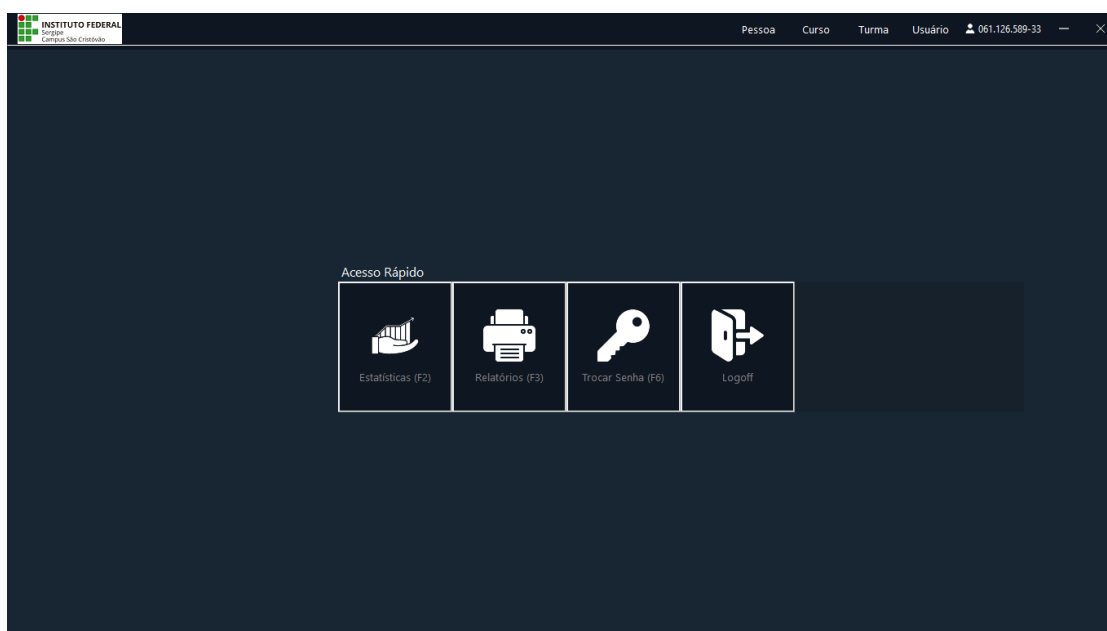 INSTITUTO FEDERAL
Sergipe
Campus São Cristóvão
Pessoa Curso Turma Usuário 061.126.589-33
Acesso Rápido
Estatísticas (F2) Relatórios (F3) Trocar Senha (F6) Logoff